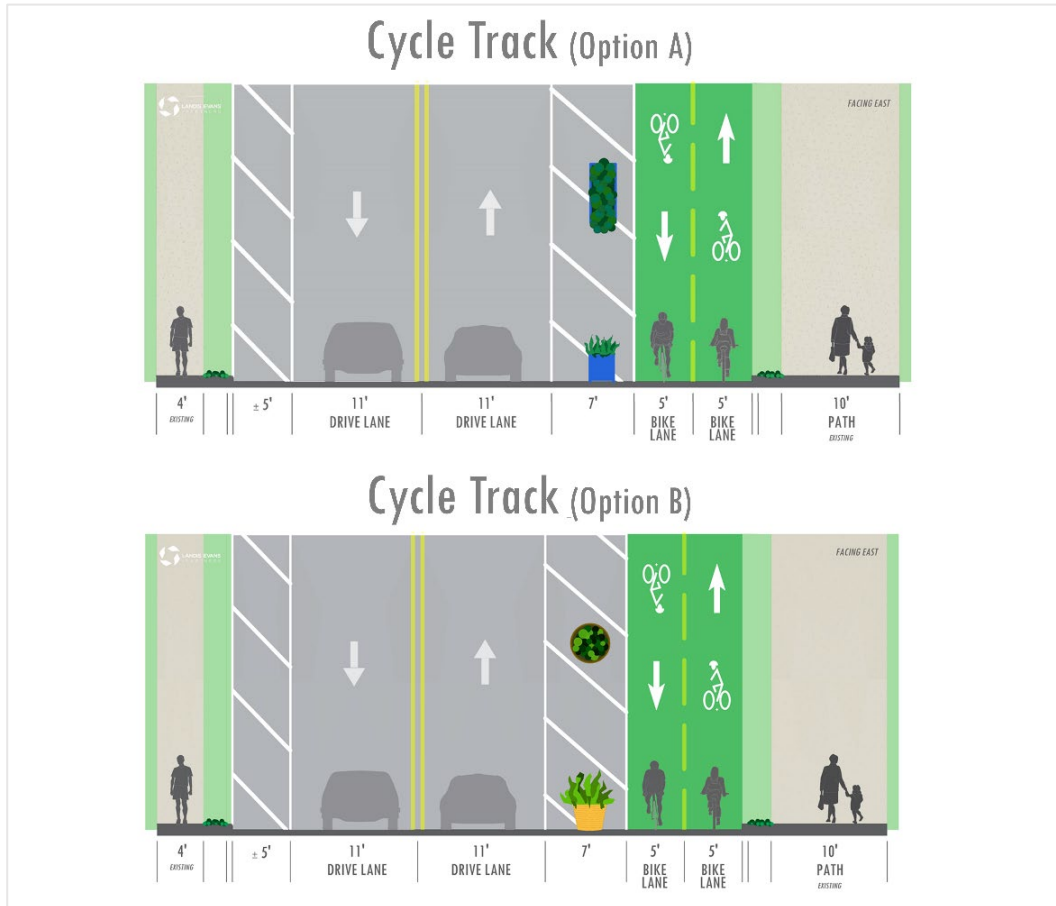 Cycle Track (Option A)
FACING EAST
4' ± 5' 11' 11' 7' 5' 5' 10'
EXISTING DRIVE LANE DRIVE LANE BIKE BIKE PATH
LANE LANE EXISTING
Cycle Track (Option B)
FACING EAST
4' ± 5' 11' 11' 7' 5' 5' 10'
EXISTING DRIVE LANE DRIVE LANE BIKE BIKE PATH
LANE LANE EXISTING